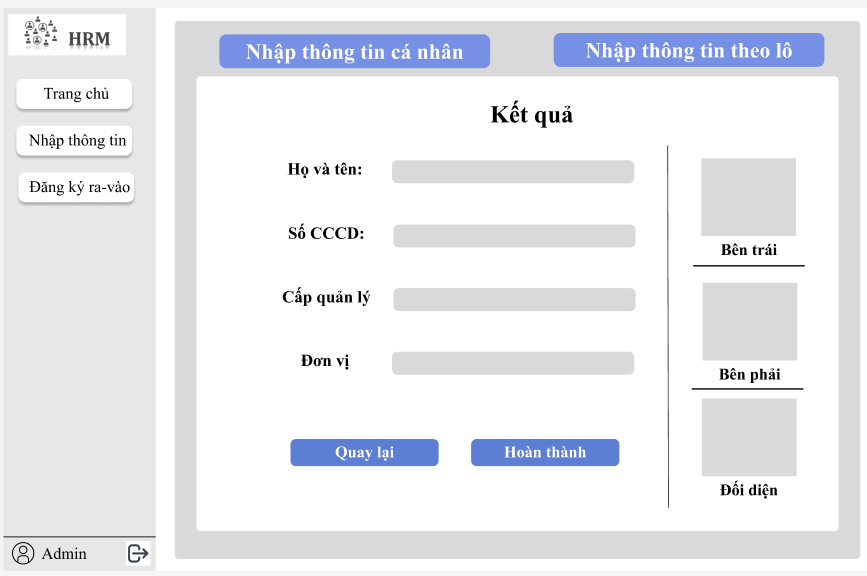 HRM
Trang chủ
Nhập thông tin
Đăng ký ra-vào
Admin
Nhập thông tin cá nhân
Nhập thông tin theo lô
Kết quả
Họ và tên:
Số CCCD:
Cấp quản lý
Đơn vị
Quay lại
Hoàn thành
Bên trái
Bên phải
Đối diện